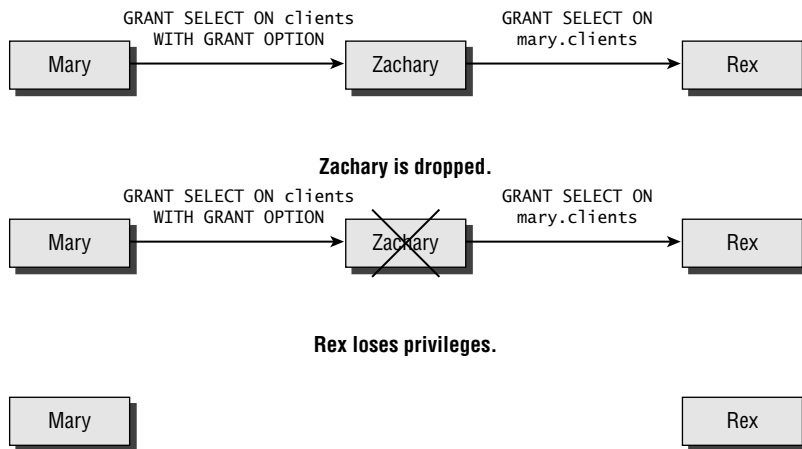 GRANT SELECT ON clients
WITH GRANT OPTION
GRANT SELECT ON
mary.clients
Mary
Zachary
Rex
Zachary is dropped.
GRANT SELECT ON clients
WITH GRANT OPTION
GRANT SELECT ON
mary.clients
Mary
Zachary
Rex
Rex loses privileges.
Mary
Rex